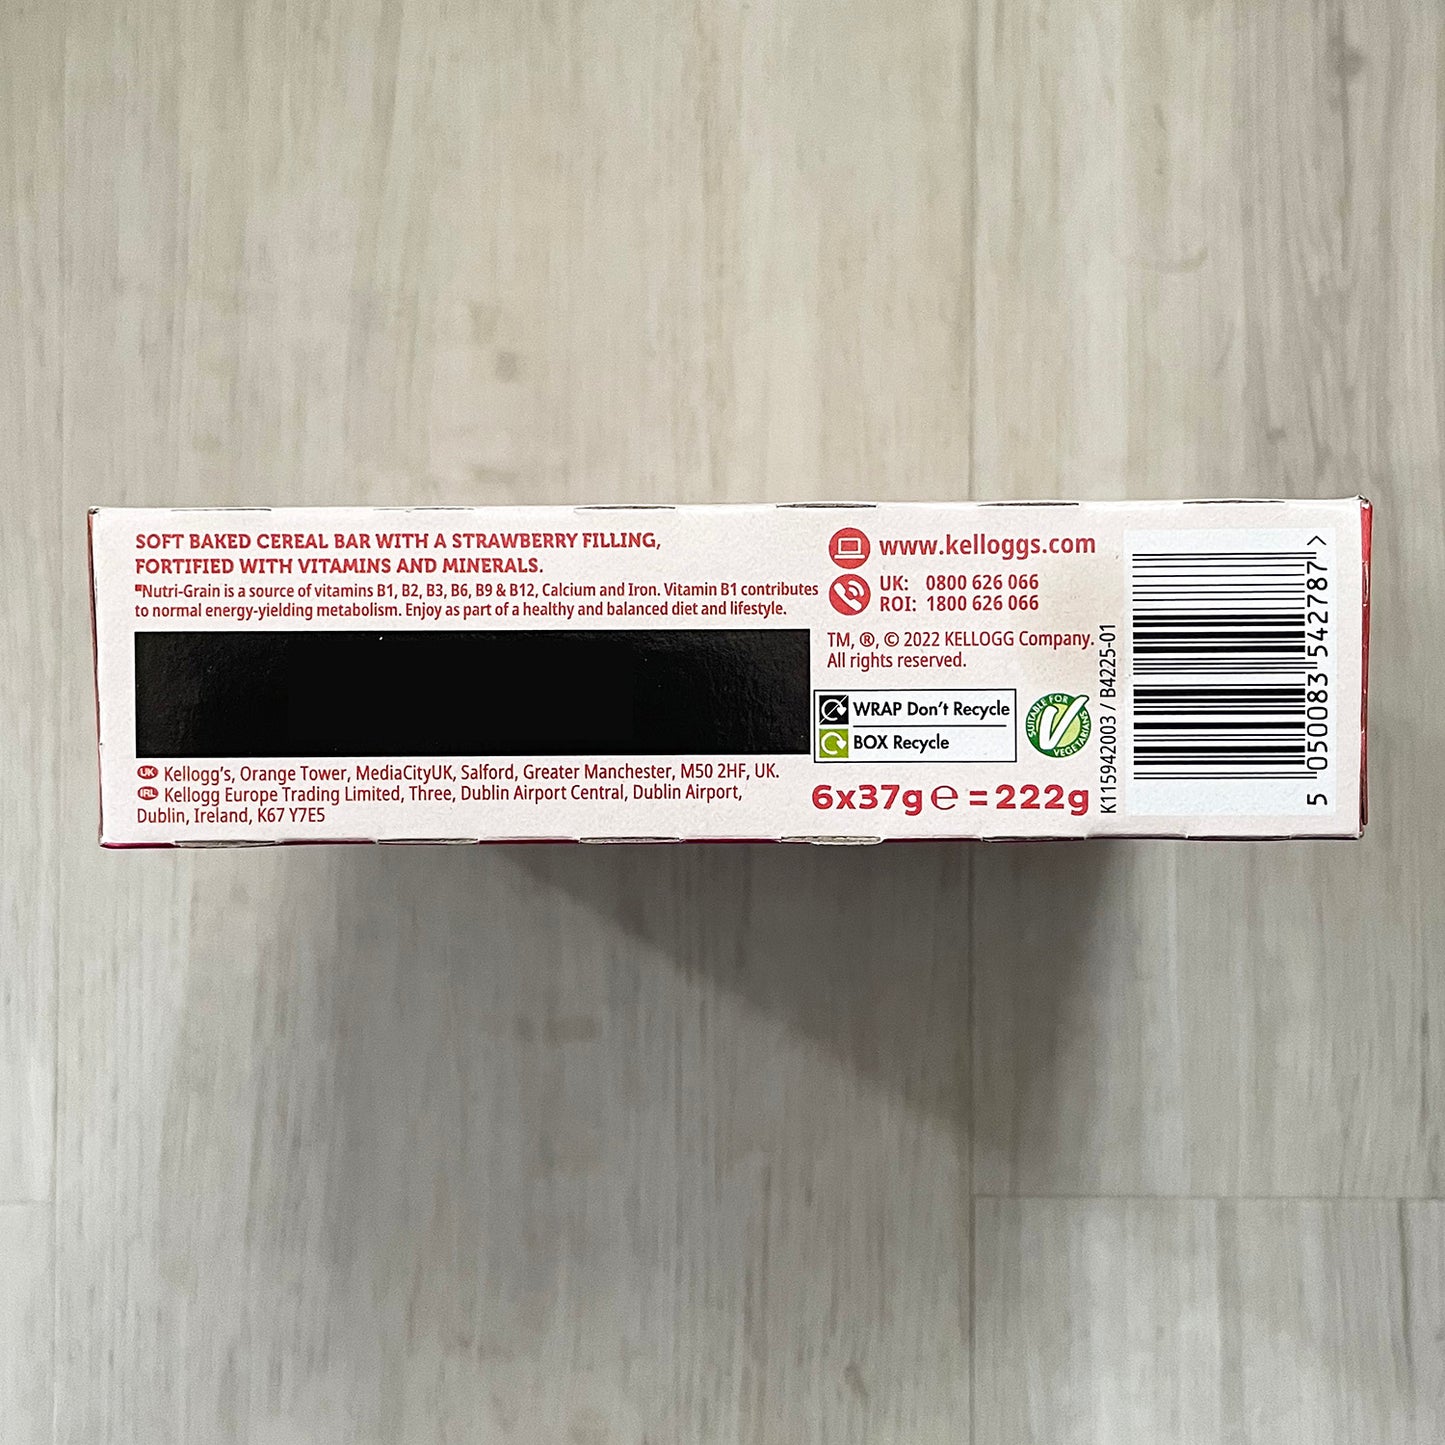 SOFT BAKED CEREAL BAR WITH A STRAWBERRY FILLING,
FORTIFIED WITH VITAMINS AND MINERALS.
Nutri-Grain is a source of vitamins B1, B2, B3, B6, B9 & B12, Calcium and Iron. Vitamin B1 contributes
to normal energy-yielding metabolism. Enjoy as part of a healthy and balanced diet and lifestyle.
UK Kellogg's, Orange Tower, MediaCityUK, Salford, Greater Manchester, M50 2HF, UK.
IRL Kellogg Europe Trading Limited, Three, Dublin Airport Central, Dublin Airport,
Dublin, Ireland, K67 Y7E5
www.kelloggs.com
UK: 0800 626 066
ROI: 1800 626 066
TM, ®, © 2022 KELLOGG Company.
All rights reserved.
WRAP Don't Recycle
BOX Recycle
SUITABLE FOR VEGETARIANS
6x37g ℮ = 222g
K115942003 / B4225-01
5 050083 542787 >